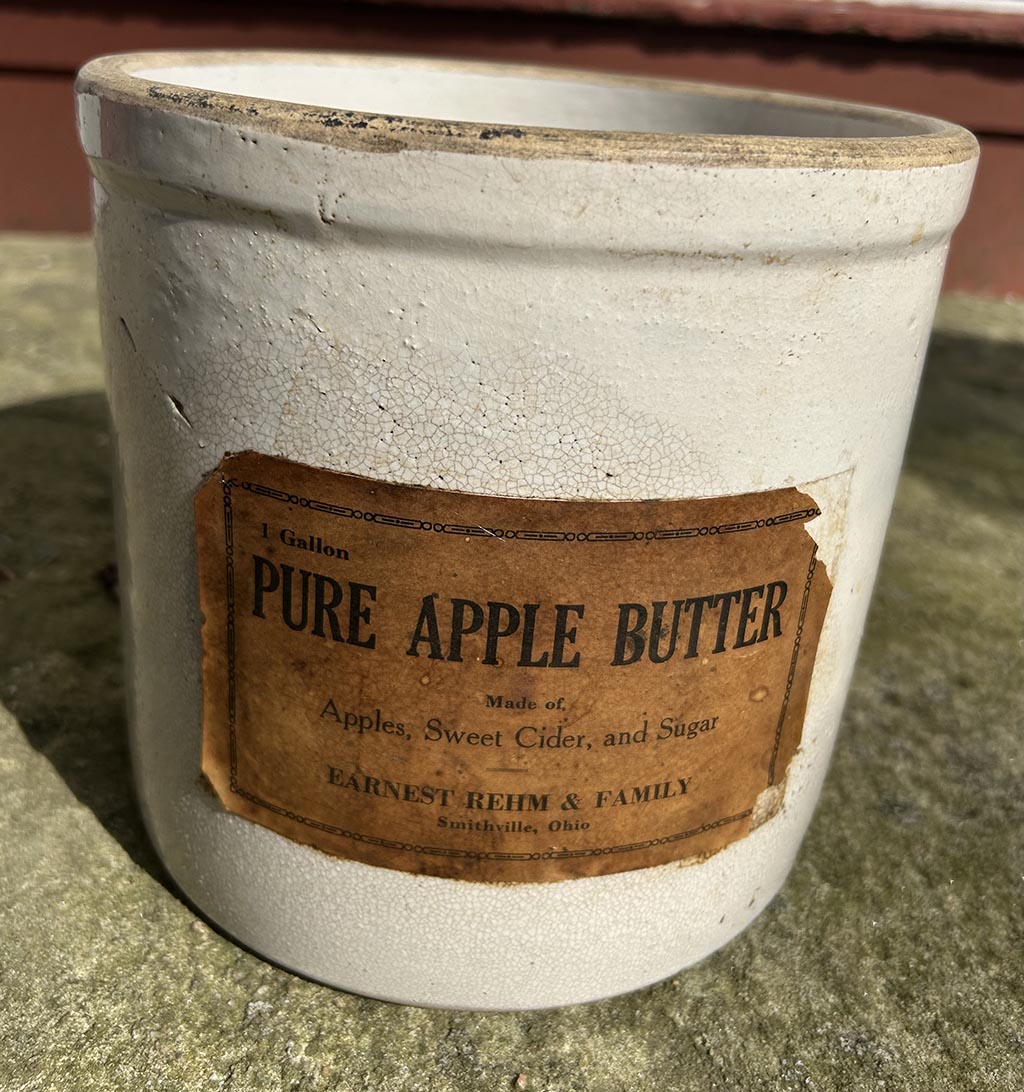 1 Gallon
PURE APPLE BUTTER
Made of
Apples, Sweet Cider, and Sugar
EARNEST REHM & FAMILY
Smithville, Ohio